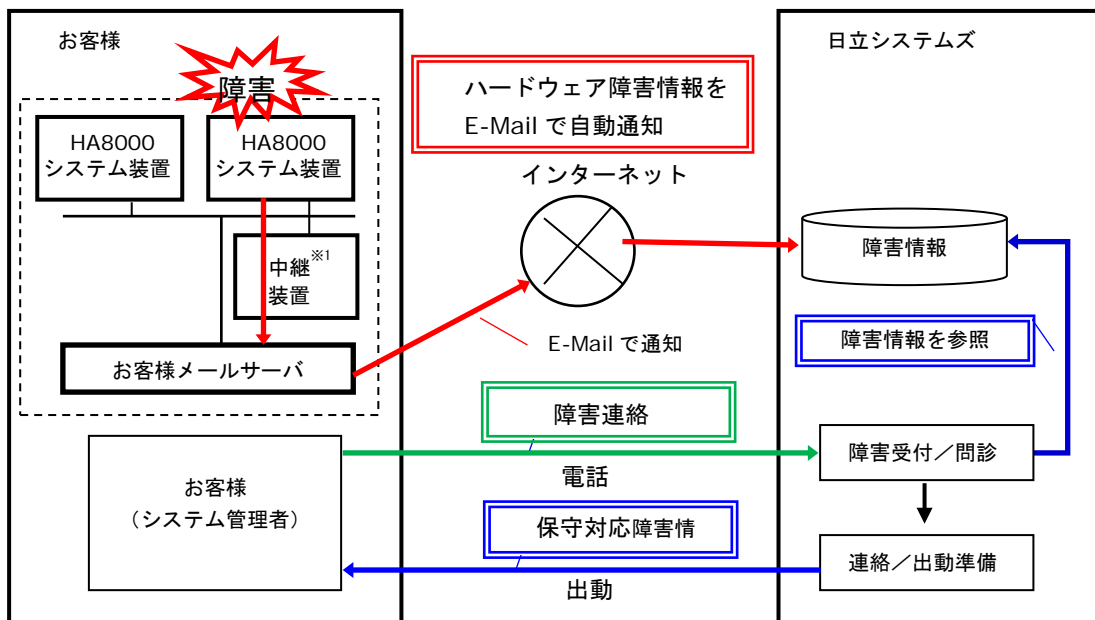 お客様
障害
HA8000
システム装置
HA8000
システム装置
中継※1
装置
お客様メールサーバ
お客様
(システム管理者)
ハードウェア障害情報を
E-Mail で自動通知
インターネット
E-Mail で通知
障害連絡
電話
保守対応障害情
出動
日立システムズ
障害情報
障害情報を参照
障害受付/問診
連絡/出動準備